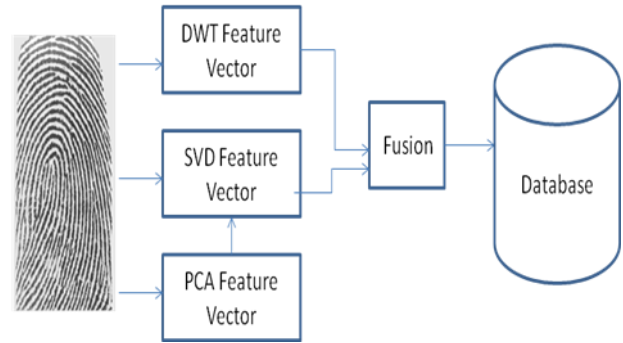 DWT Feature
Vector
SVD Feature
Vector
PCA Feature
Vector
Fusion
Database